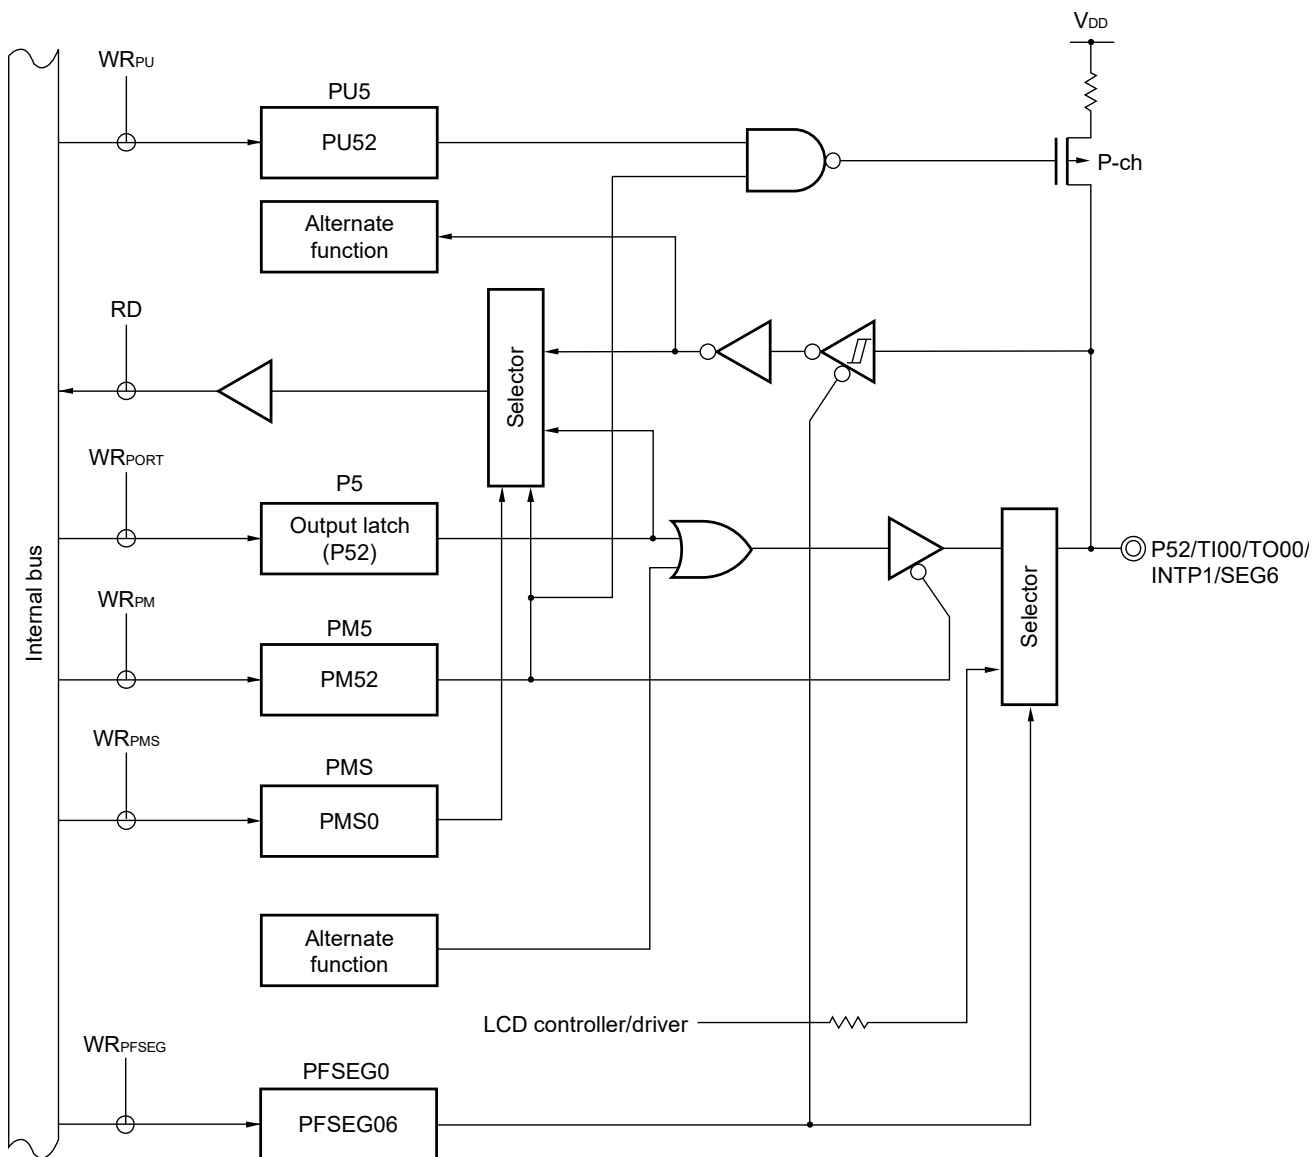 VDD
WRPU
PU5
PU52
P-ch
Alternate
function
RD
Selector
WRPORT
P5
Output latch
(P52)
Internal bus
Selector
P52/TI00/TO00/
INTP1/SEG6
WRPM
PM5
PM52
WRPMS
PMS
PMS0
Alternate
function
LCD controller/driver
WRPFSEG
PFSEG0
PFSEG06